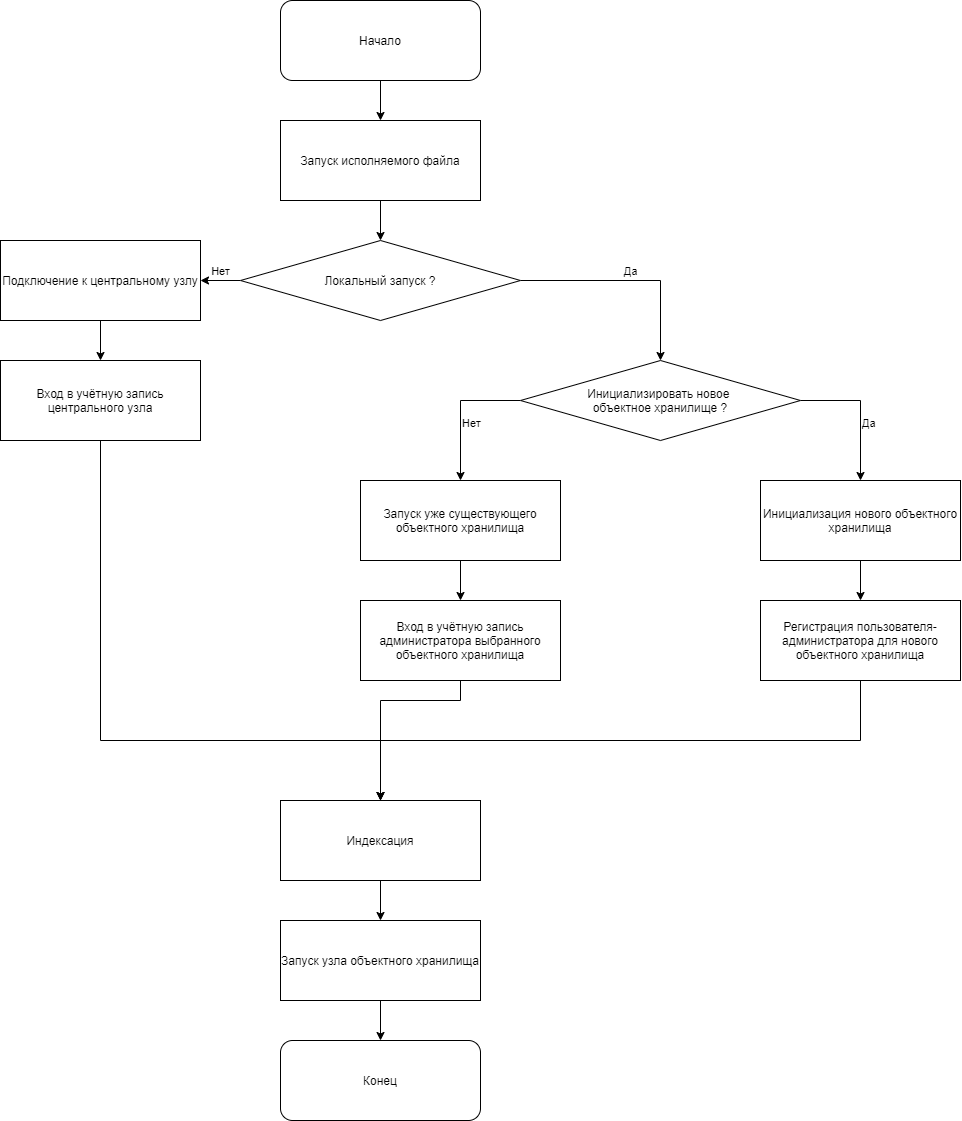 Начало
Запуск исполняемого файла
Локальный запуск ?
Нет
Да
Подключение к центральному узлу
Вход в учётную запись
центрального узла
Инициализировать новое
объектное хранилище ?
Нет
Да
Запуск уже существующего
объектного хранилища
Инициализация нового объектного
хранилища
Вход в учётную запись
администратора выбранного
объектного хранилища
Регистрация пользователя-
администратора для нового
объектного хранилища
Индексация
Запуск узла объектного хранилища
Конец